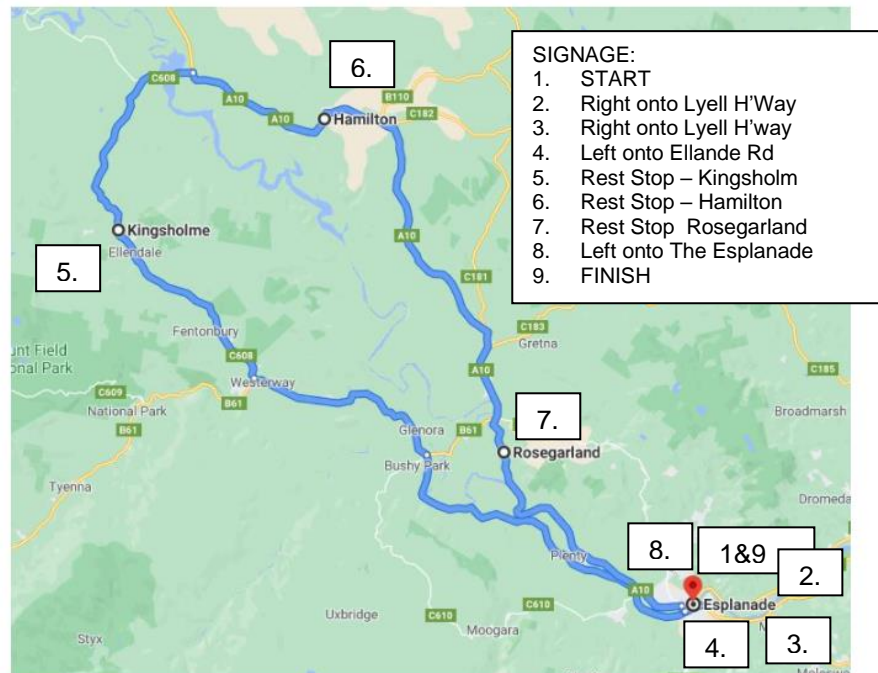 SIGNAGE:
1. START
2. Right onto Lyell H'Way
3. Right onto Lyell H'way
4. Left onto Ellande Rd
5. Rest Stop – Kingsholm
6. Rest Stop – Hamilton
7. Rest Stop Rosegarland
8. Left onto The Esplanade
9. FINISH
6.
C608
A10
A10
Hamilton
B110
C182
Kingsholme
Ellendale
5.
A10
C181
C183
Gretna
Fentonbury
C608
Westerway
C609
National Park
B61
B61
Tyenna
Glenora
B61
Bushy Park
A10
7.
Rosegarland
C185
Broadmarsh
Plenty
8.
1&9
2.
A10
Esplanade
4.
3.
Uxbridge
C610
Moogara
C610
Styx